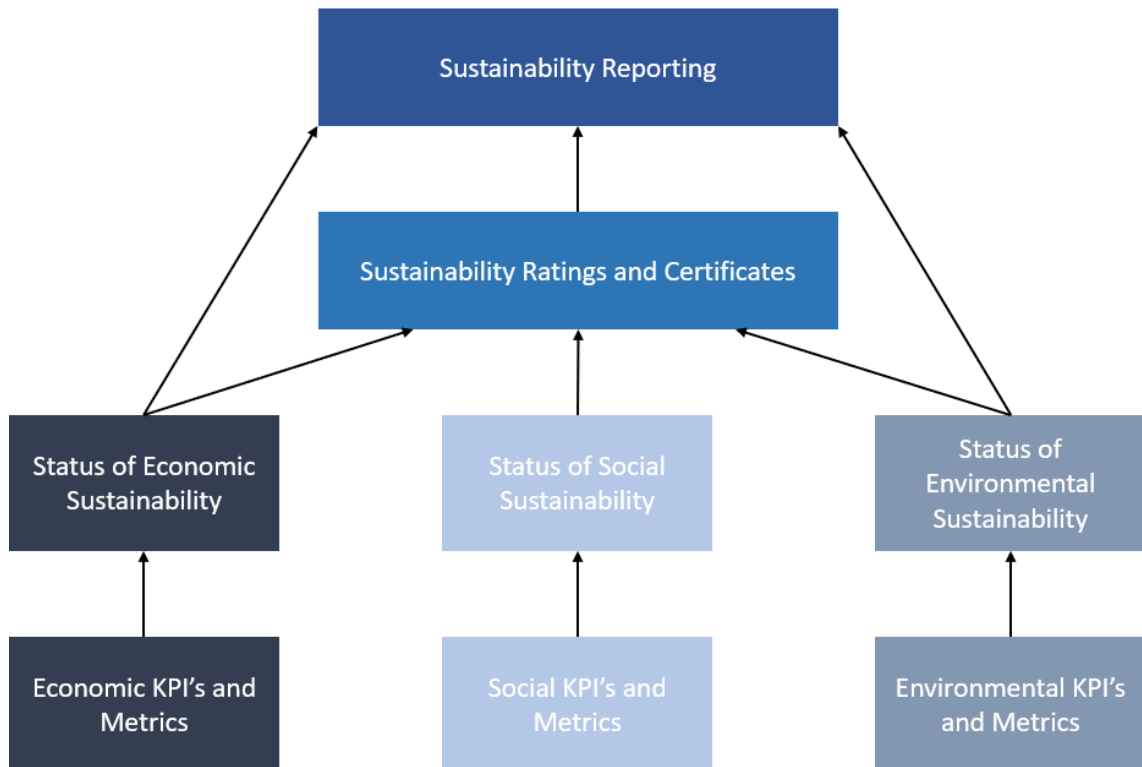 Sustainability Reporting
Sustainability Ratings and Certificates
Status of Economic
Sustainability
Status of Social
Sustainability
Status of
Environmental
Sustainability
Economic KPI's and
Metrics
Social KPI's and
Metrics
Environmental KPI's
and Metrics